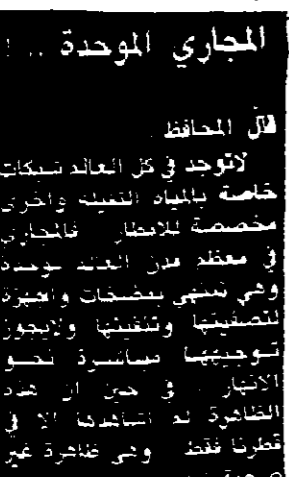 المجاري الموحدة .. !
قال المحافظ .
لاتوجد في كل العالم شبكات
خاصة بالمياه الثقيلة واخرى
مخصصة للامطار . فالمجاري
في معظم مدن العالم موحدة
وهي تنتهي بمضخات واجهزة
لتصفيتها وتنقيتها ولايجوز
توجيهها مباشرة نحو
الانهار . في حين ان هذه
الظاهرة لم اشاهدها الا في
قطرنا فقط وهي ظاهرة غير